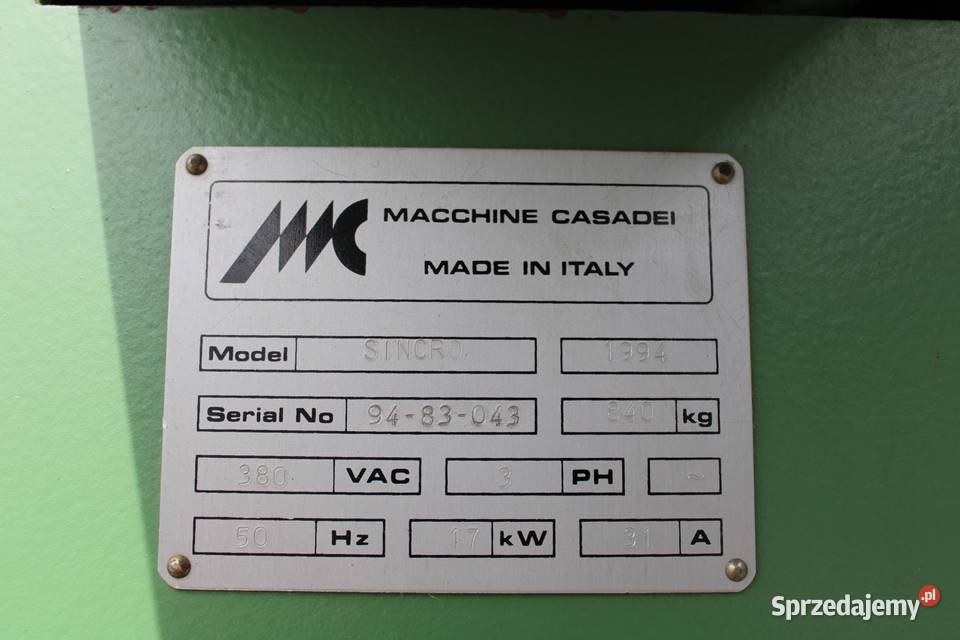 MC MACCHINE CASADEI
MADE IN ITALY
Model SINCRO 1994
Serial No 94-83-043 840 kg
380 VAC 3 PH ~
50 Hz 17 kW 31 A
Sprzedajemy.pl